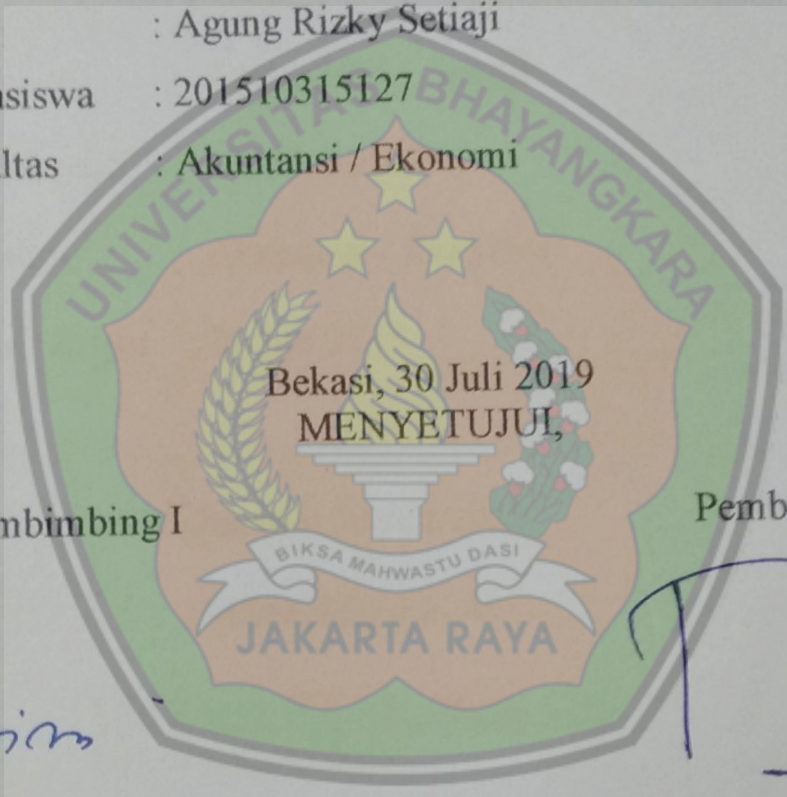 : Agung Rizky Setiaji
asiswa : 201510315127
ltas : Akuntansi / Ekonomi
UNIVERSITAS BHAYANGKARA
Bekasi, 30 Juli 2019
MENYETUJUI,
mbimbing I Pemb
BIKSA MAHWASTU DASI
JAKARTA RAYA